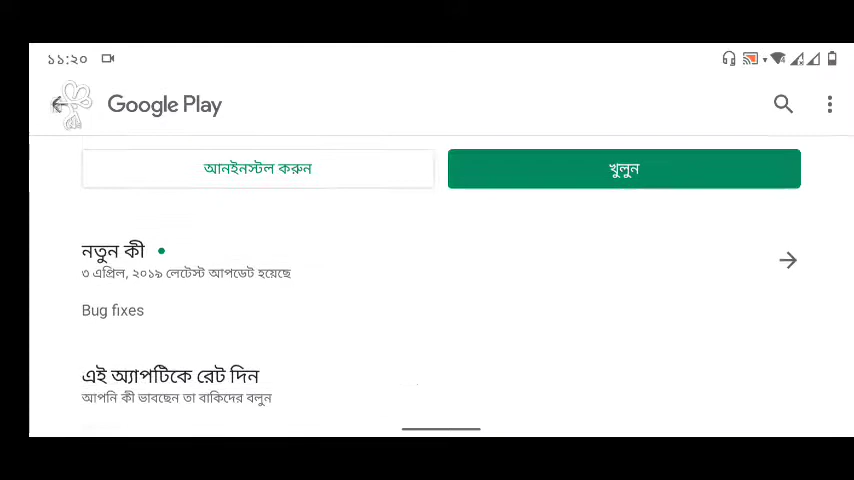 ১১:২০
Google Play
আনইনস্টল করুন
খুলুন
নতুন কী
৩ এপ্রিল, ২০১৯ লেটেস্ট আপডেট হয়েছে
Bug fixes
এই অ্যাপটিকে রেট দিন
আপনি কী ভাবছেন তা বাকিদের বলুন